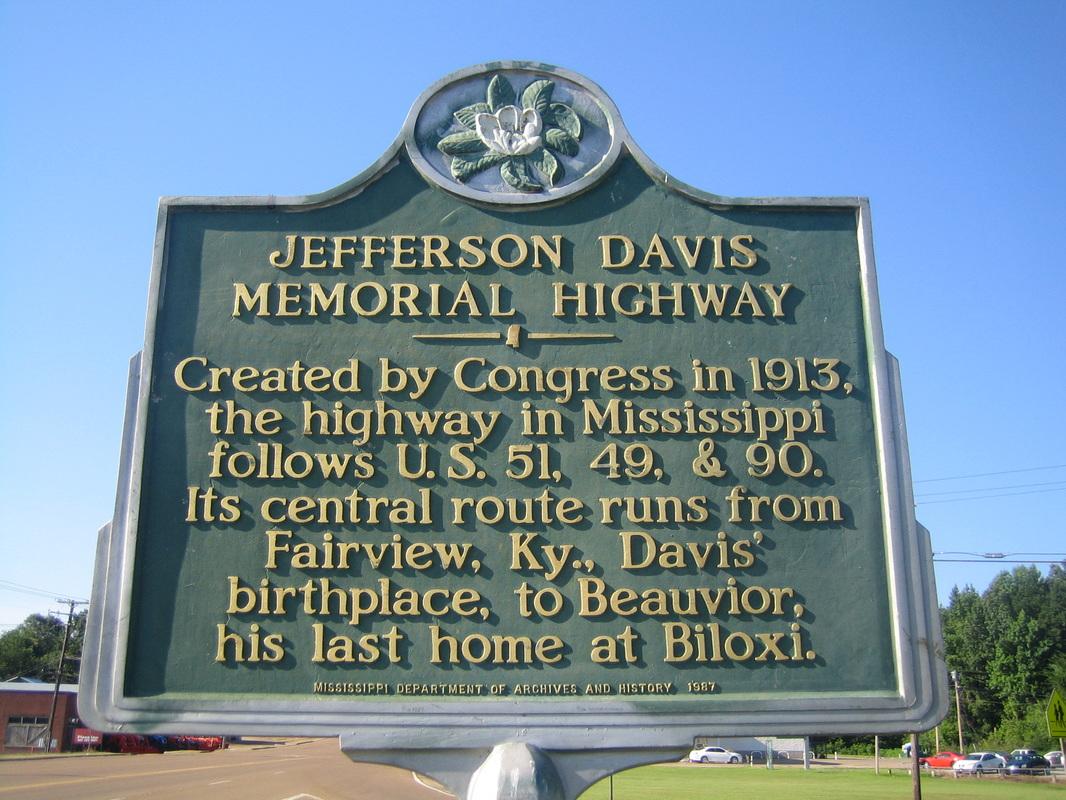 JEFFERSON DAVIS
MEMORIAL HIGHWAY
Created by Congress in 1913,
the highway in Mississippi
follows U.S. 51, 49, & 90.
Its central route runs from
Fairview, Ky., Davis'
birthplace, to Beauvior,
his last home at Biloxi.
MISSISSIPPI DEPARTMENT OF ARCHIVES AND HISTORY 1987